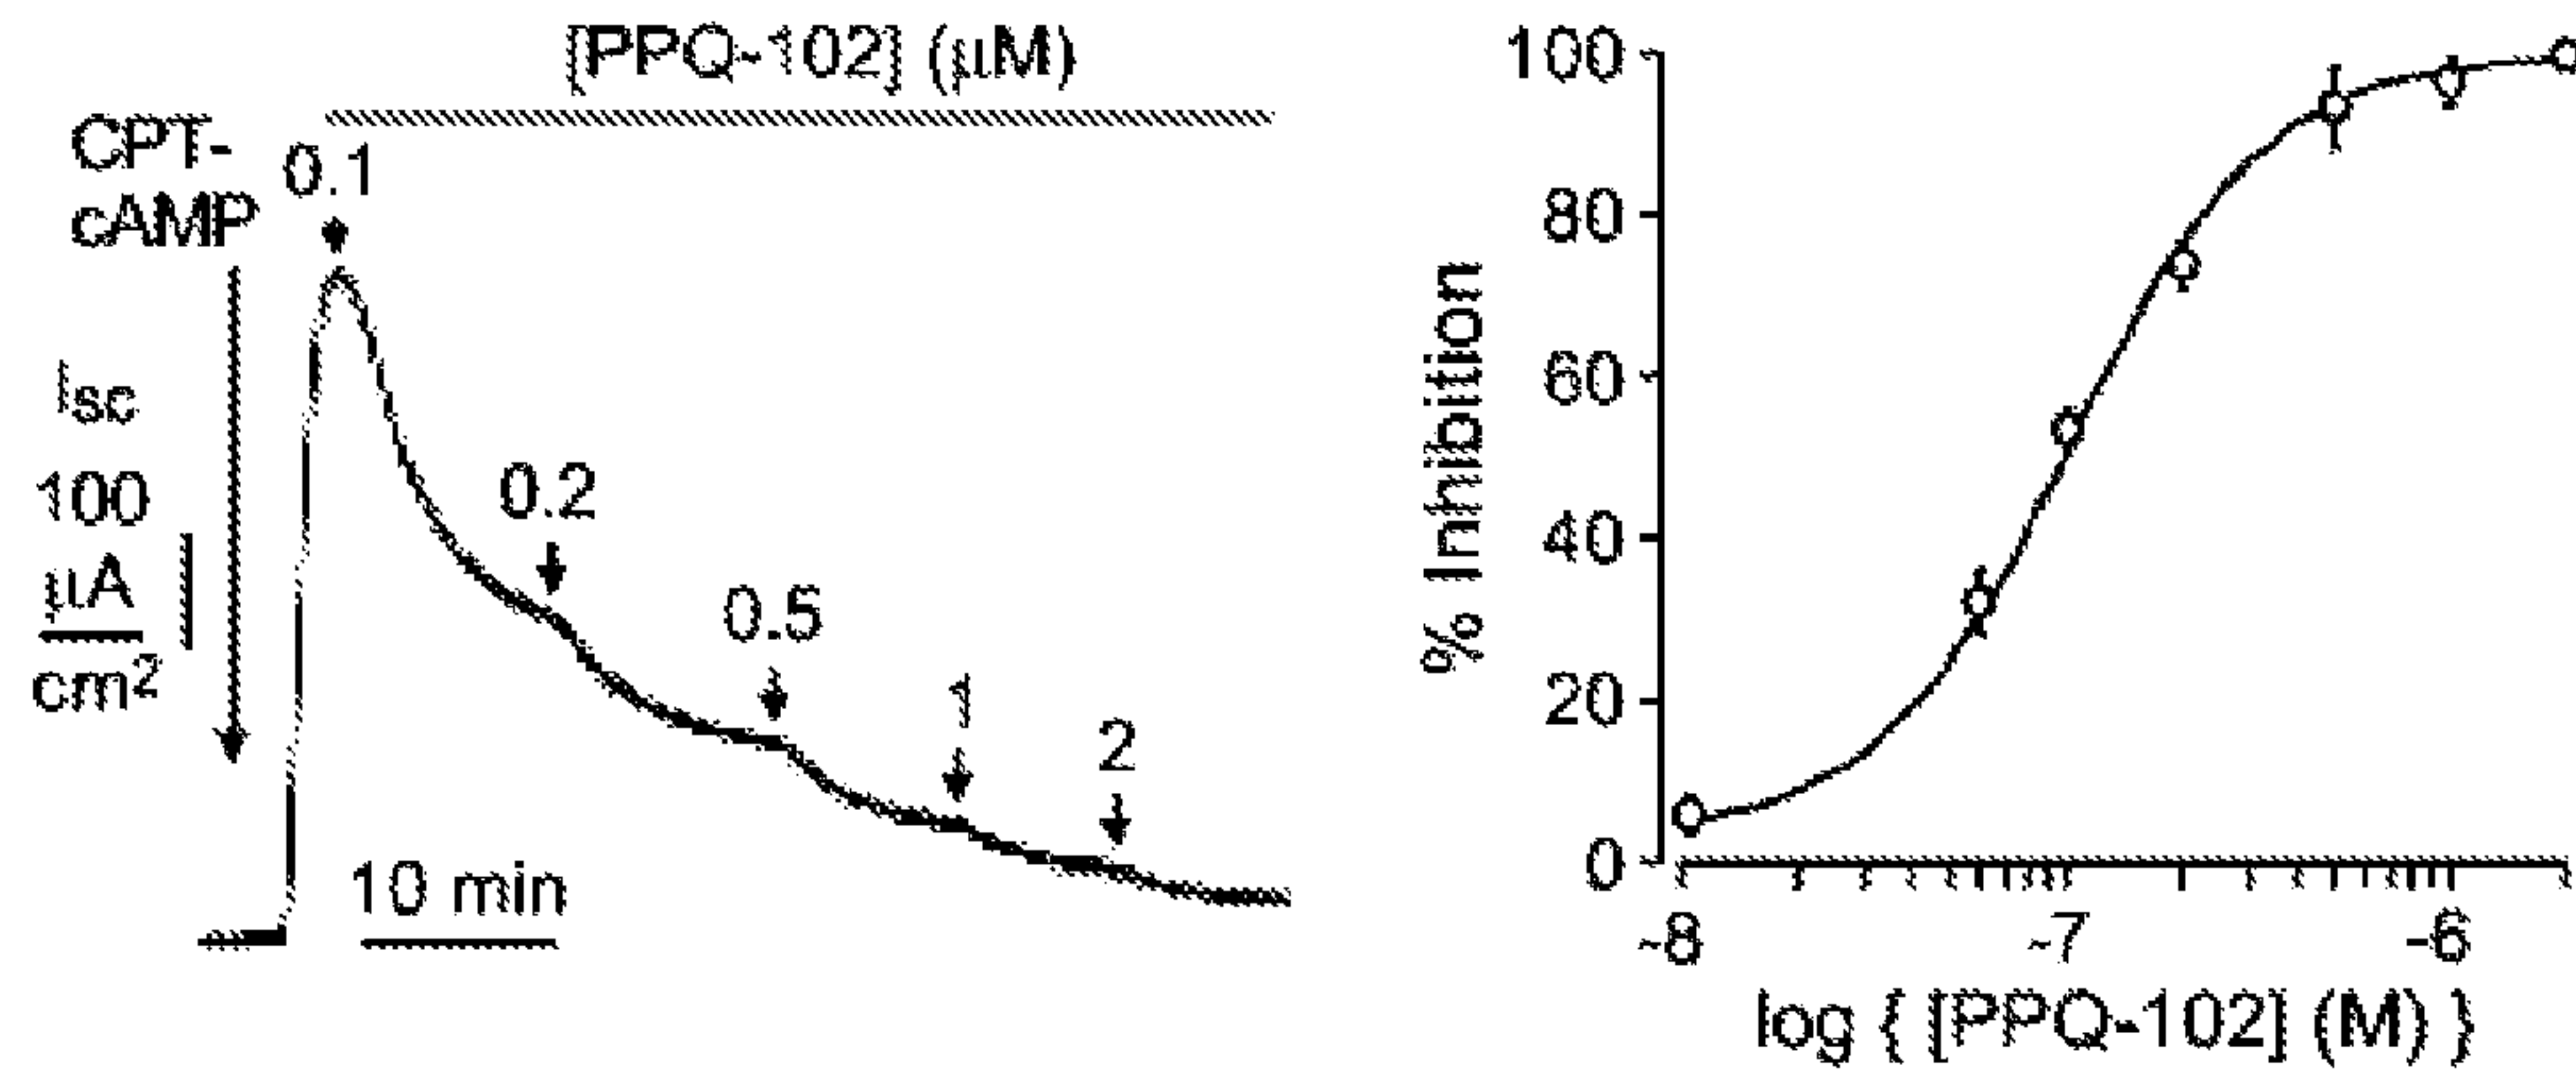 [PPQ-102] (µM)
CPT-
cAMP
0.1
Isc
100
µA
cm2
0.2
0.5
1
2
10 min
% Inhibition
100
80
60
40
20
0
-8
-7
-6
log { [PPQ-102] (M) }